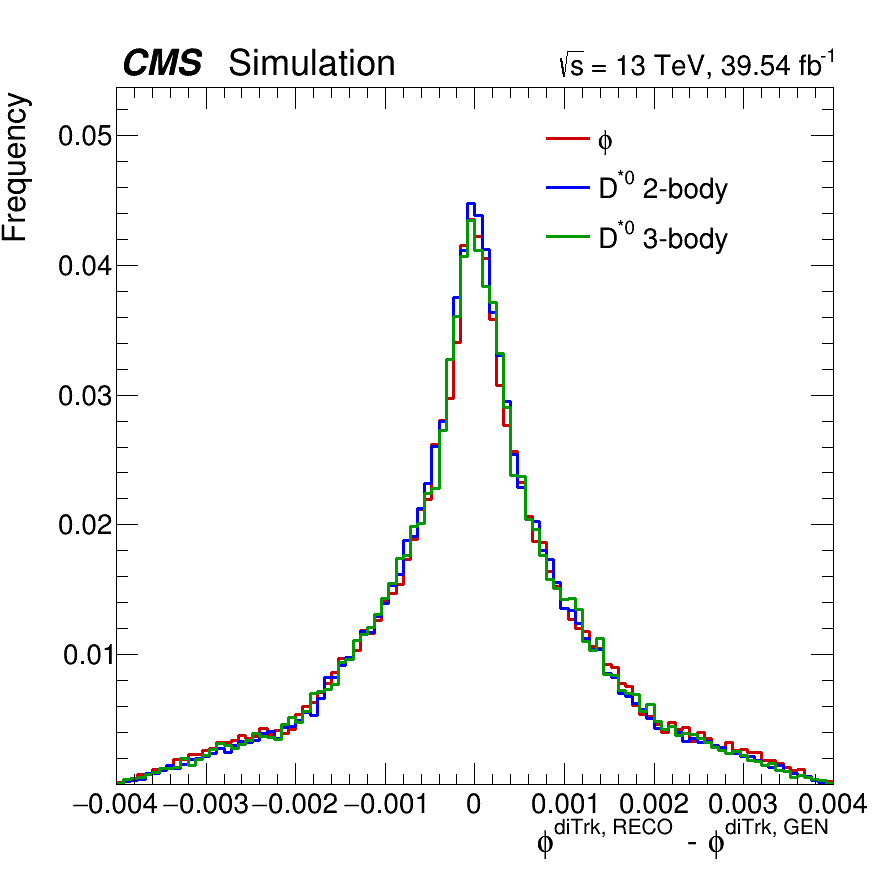 CMS Simulation
√s = 13 TeV, 39.54 fb⁻¹
Frequency
0.05
0.04
0.03
0.02
0.01
ϕ
D*⁰ 2-body
D*⁰ 3-body
−0.004 −0.003 −0.002 −0.001 0 0.001 0.002 0.003 0.004
ϕ^diTrk, RECO - ϕ^diTrk, GEN